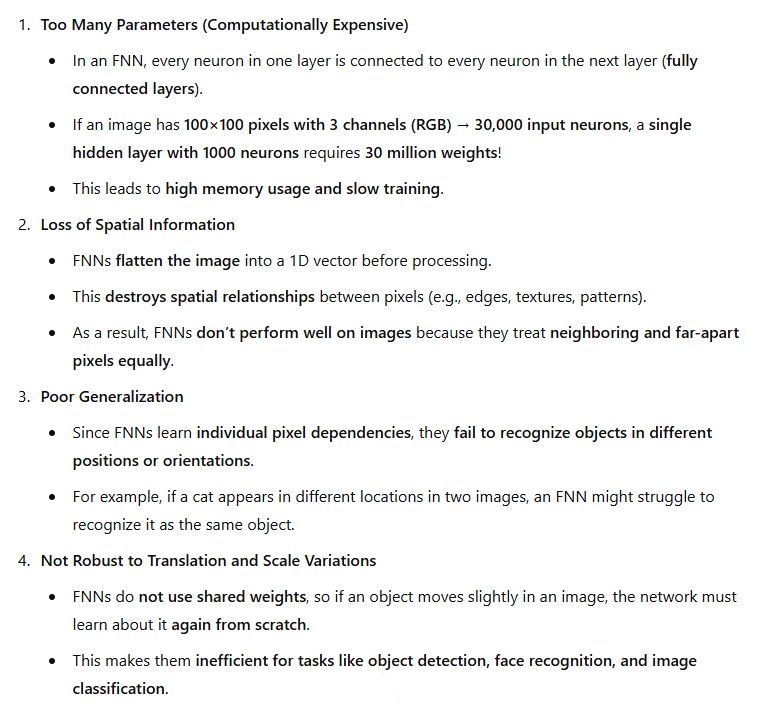 1. Too Many Parameters (Computationally Expensive)
• In an FNN, every neuron in one layer is connected to every neuron in the next layer (fully
connected layers).
• If an image has 100×100 pixels with 3 channels (RGB) → 30,000 input neurons, a single
hidden layer with 1000 neurons requires 30 million weights!
• This leads to high memory usage and slow training.
2. Loss of Spatial Information
• FNNs flatten the image into a 1D vector before processing.
• This destroys spatial relationships between pixels (e.g., edges, textures, patterns).
• As a result, FNNs don't perform well on images because they treat neighboring and far-apart
pixels equally.
3. Poor Generalization
• Since FNNs learn individual pixel dependencies, they fail to recognize objects in different
positions or orientations.
• For example, if a cat appears in different locations in two images, an FNN might struggle to
recognize it as the same object.
4. Not Robust to Translation and Scale Variations
• FNNs do not use shared weights, so if an object moves slightly in an image, the network must
learn about it again from scratch.
• This makes them inefficient for tasks like object detection, face recognition, and image
classification.